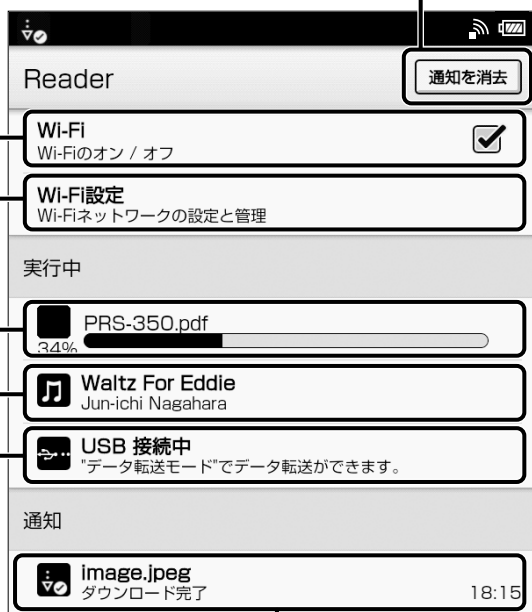 Reader
通知を消去
Wi-Fi
Wi-Fiのオン / オフ
Wi-Fi設定
Wi-Fiネットワークの設定と管理
実行中
PRS-350.pdf
34%
Waltz For Eddie
Jun-ichi Nagahara
USB 接続中
"データ転送モード"でデータ転送ができます。
通知
image.jpeg
ダウンロード完了
18:15